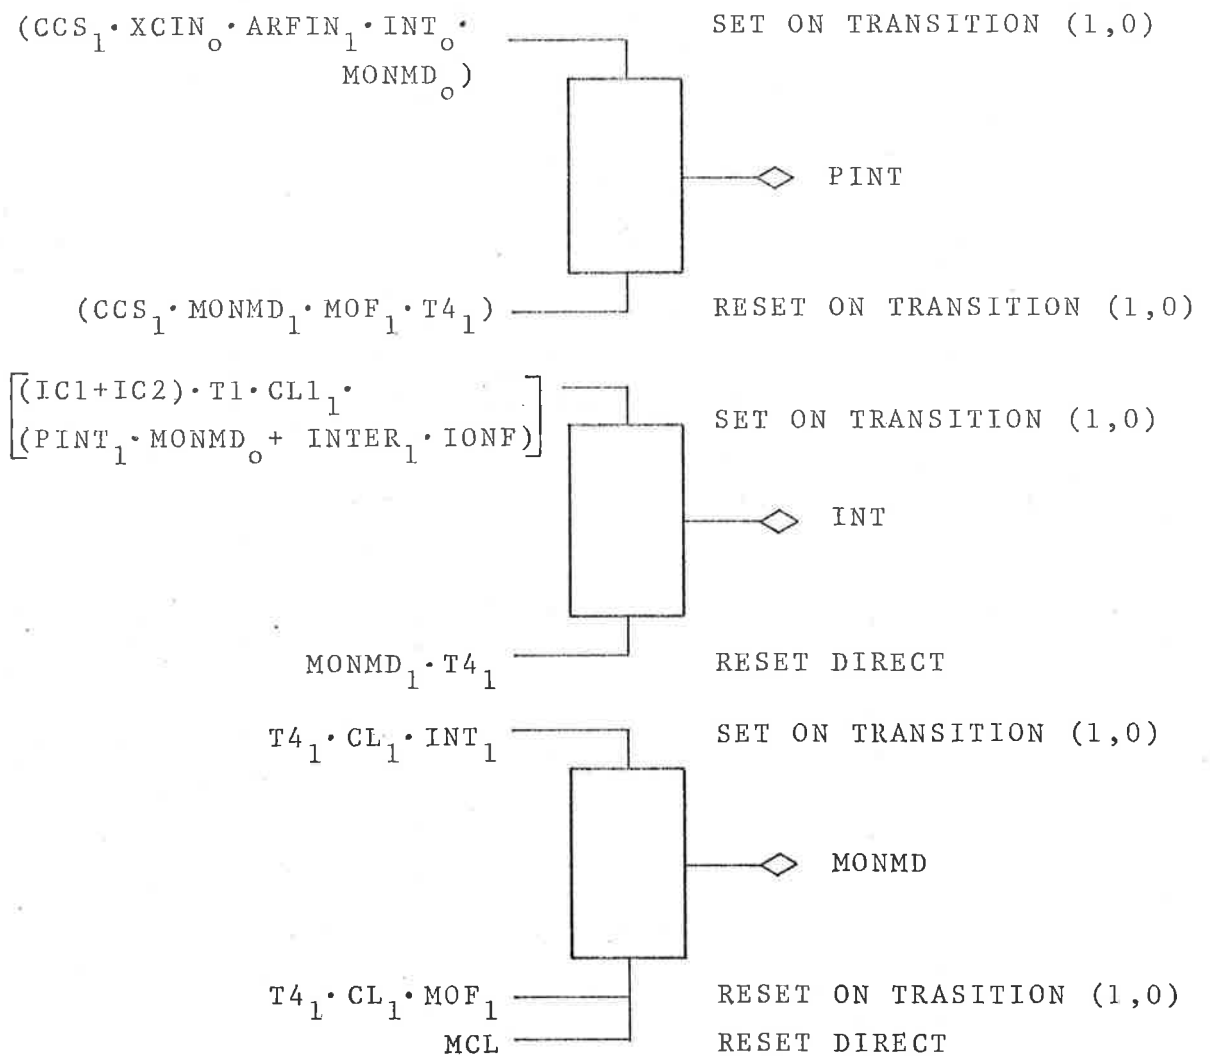 (CCS₁· XCINₒ· ARFIN₁· INTₒ· SET ON TRANSITION (1,0)
MONMDₒ)
PINT
(CCS₁· MONMD₁· MOF₁· T4₁) RESET ON TRANSITION (1,0)
[(IC1+IC2)· T1· CL1₁·
SET ON TRANSITION (1,0)
(PINT₁· MONMDₒ+ INTER₁· IONF)]
INT
MONMD₁· T4₁ RESET DIRECT
T4₁· CL₁· INT₁ SET ON TRANSITION (1,0)
MONMD
T4₁· CL₁· MOF₁ RESET ON TRASITION (1,0)
MCL RESET DIRECT